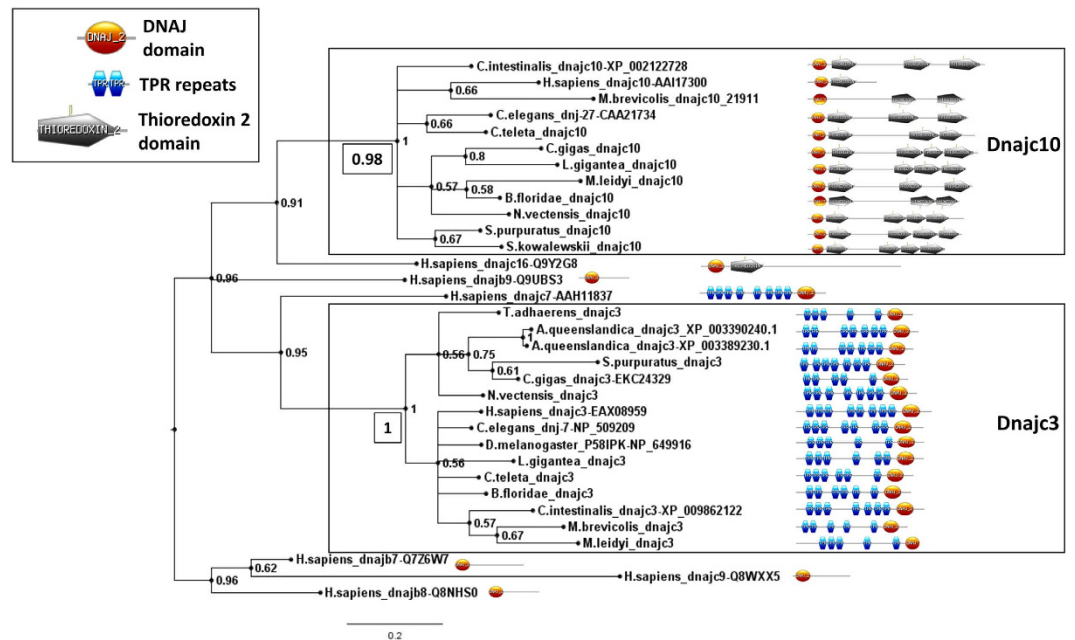 DNAJ_2
DNAJ
domain
TPR TPR
TPR repeats
THIOREDOXIN_2
Thioredoxin 2
domain
C.intestinalis_dnajc10-XP_002122728
H.sapiens_dnajc10-AAI17300
0.66
M.brevicolis_dnajc10_21911
C.elegans_dnj-27-CAA21734
0.66
C.teleta_dnajc10
1
0.98
Dnajc10
C.gigas_dnajc10
0.8
L.gigantea_dnajc10
M.leidyi_dnajc10
0.57
0.58
B.floridae_dnajc10
N.vectensis_dnajc10
0.91
S.purpuratus_dnajc10
0.67
S.kowalewskii_dnajc10
H.sapiens_dnajc16-Q9Y2G8
0.96
H.sapiens_dnajb9-Q9UBS3
H.sapiens_dnajc7-AAH11837
T.adhaerens_dnajc3
A.queenslandica_dnajc3_XP_003390240.1
1
A.queenslandica_dnajc3-XP_003389230.1
0.95
0.56
0.75
S.purpuratus_dnajc3
0.61
C.gigas_dnajc3-EKC24329
N.vectensis_dnajc3
1
H.sapiens_dnajc3-EAX08959
1
Dnajc3
C.elegans_dnj-7-NP_509209
D.melanogaster_P58IPK-NP_649916
0.56
L.gigantea_dnajc3
C.teleta_dnajc3
B.floridae_dnajc3
C.intestinalis_dnajc3-XP_009862122
0.57
M.brevicolis_dnajc3
0.67
M.leidyi_dnajc3
H.sapiens_dnajb7-Q7Z6W7
0.62
H.sapiens_dnajc9-Q8WXX5
0.96
H.sapiens_dnajb8-Q8NHS0
0.2